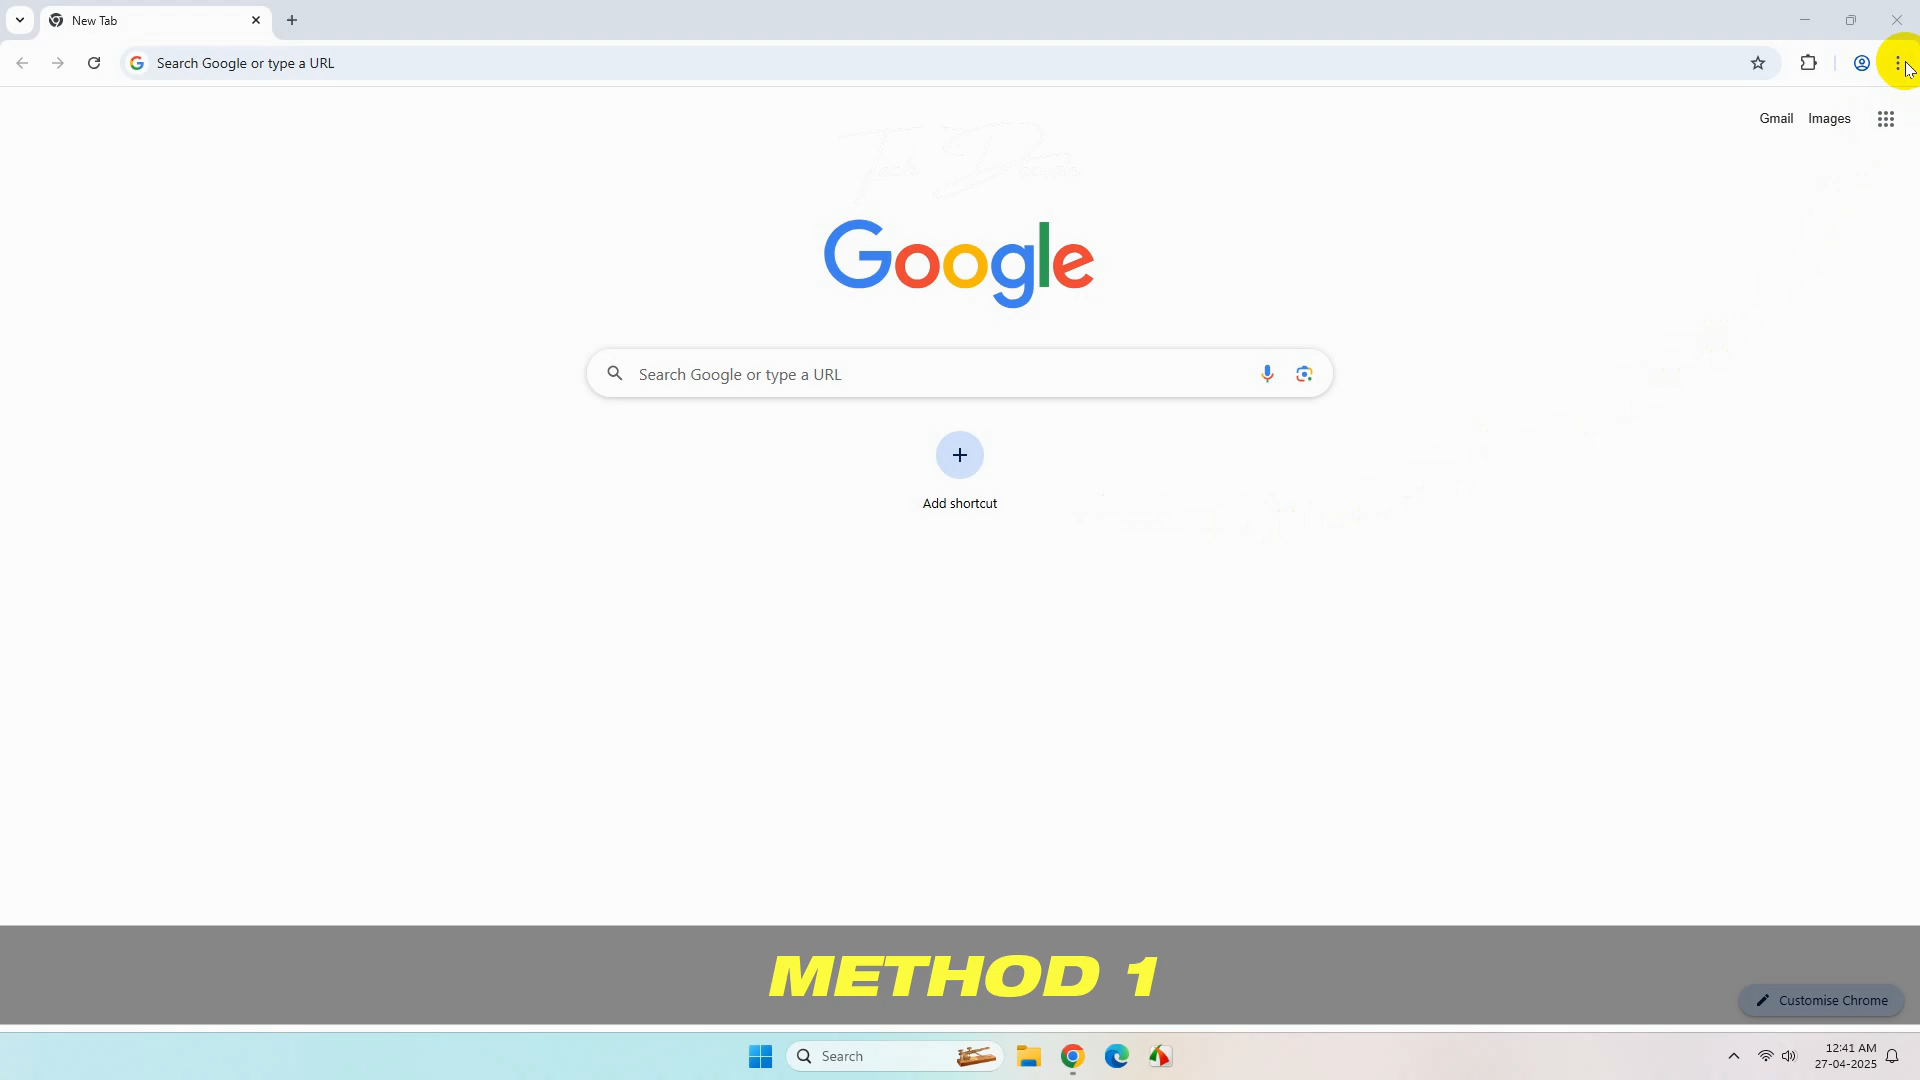 New Tab
Search Google or type a URL
Gmail Images
Google
Search Google or type a URL
Add shortcut
METHOD 1
Customise Chrome
Search
12:41 AM
27-04-2025